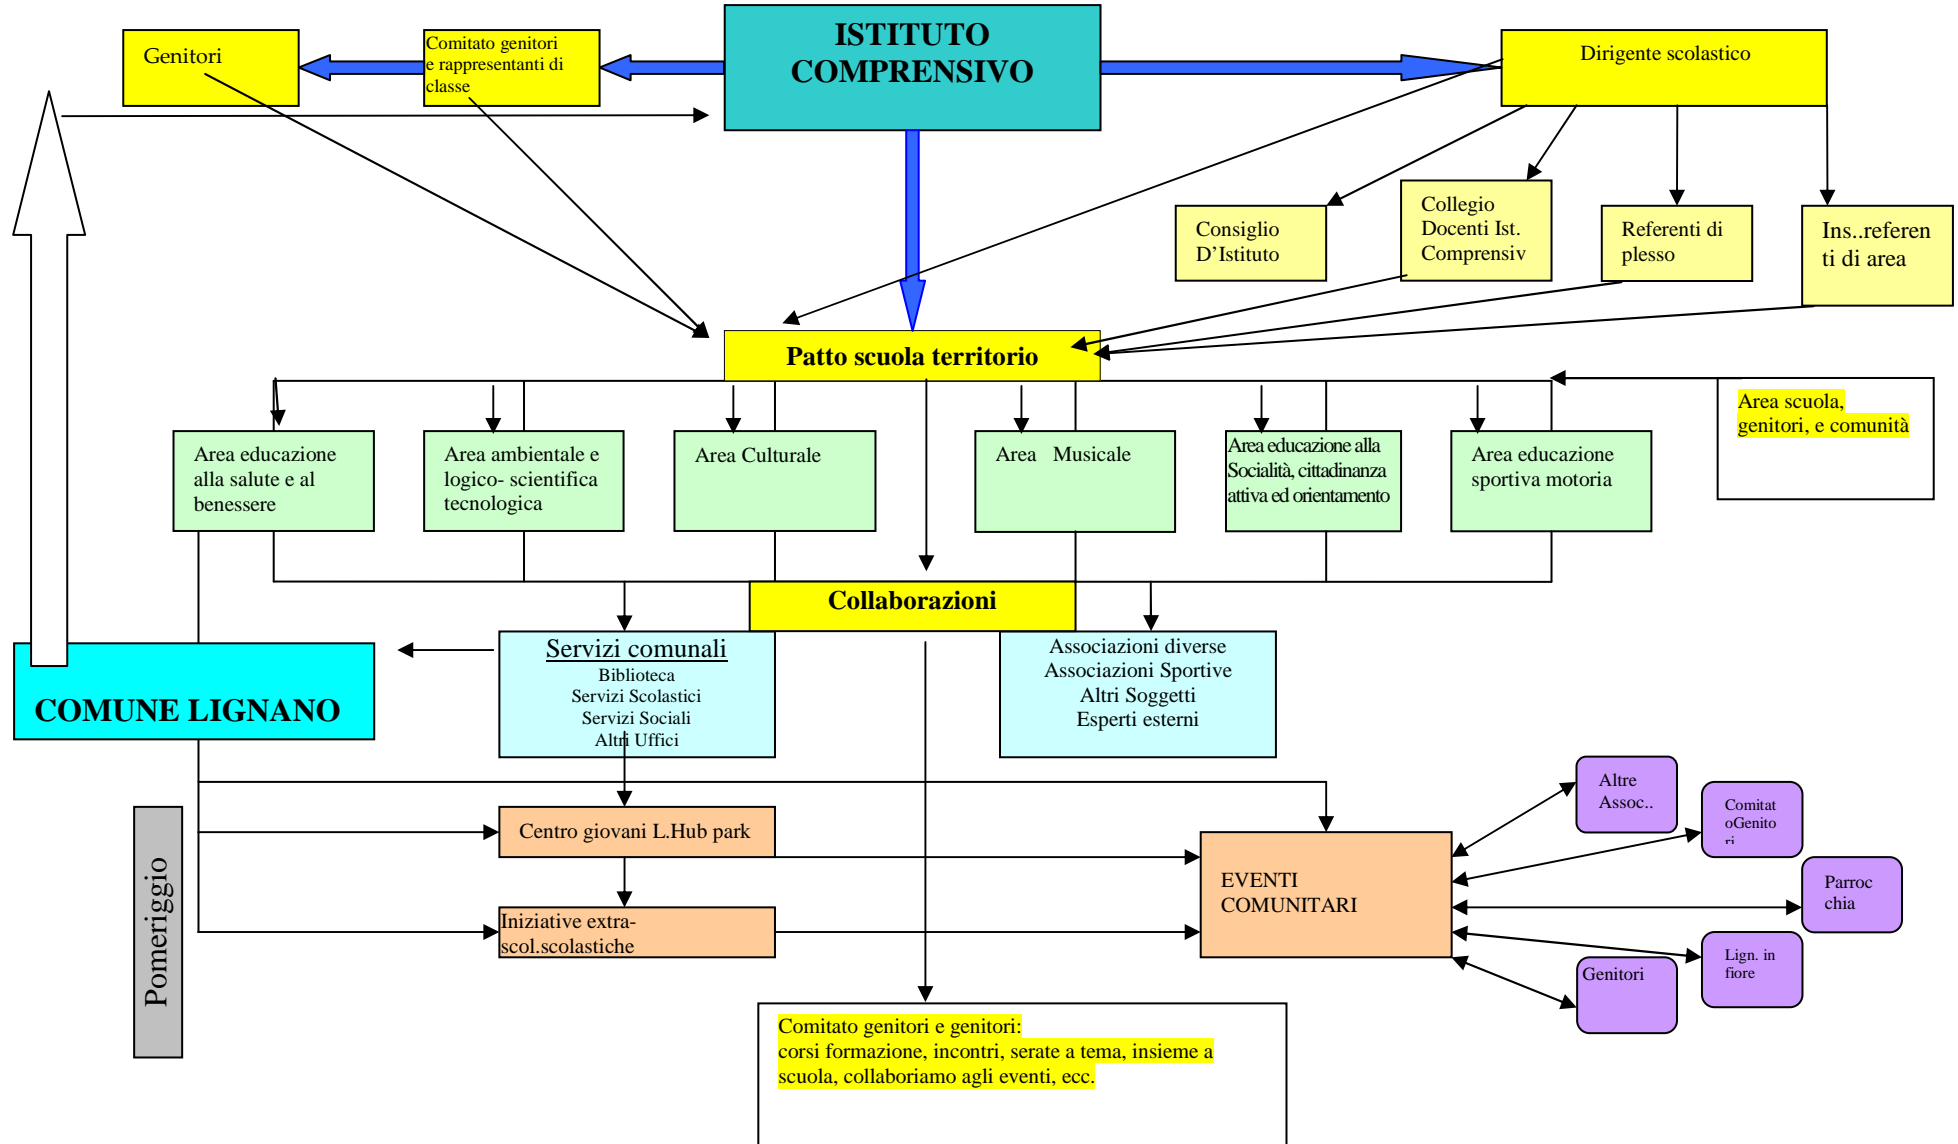 ISTITUTO
COMPRENSIVO
Genitori
Comitato genitori
e rappresentanti di
classe
Dirigente scolastico
Consiglio
D'Istituto
Collegio
Docenti Ist.
Comprensiv
Referenti di
plesso
Ins..referen
ti di area
Patto scuola territorio
Area scuola,
genitori, e comunità
Area educazione
alla salute e al
benessere
Area ambientale e
logico- scientifica
tecnologica
Area Culturale
Area Musicale
Area educazione alla
Socialità, cittadinanza
attiva ed orientamento
Area educazione
sportiva motoria
Collaborazioni
COMUNE LIGNANO
Servizi comunali
Biblioteca
Servizi Scolastici
Servizi Sociali
Altri Uffici
Associazioni diverse
Associazioni Sportive
Altri Soggetti
Esperti esterni
Pomeriggio
Centro giovani L.Hub park
Iniziative extra-
scol.scolastiche
EVENTI
COMUNITARI
Altre
Assoc..
Comitat
oGenito
ri
Parroc
chia
Lign. in
fiore
Genitori
Comitato genitori e genitori:
corsi formazione, incontri, serate a tema, insieme a
scuola, collaboriamo agli eventi, ecc.